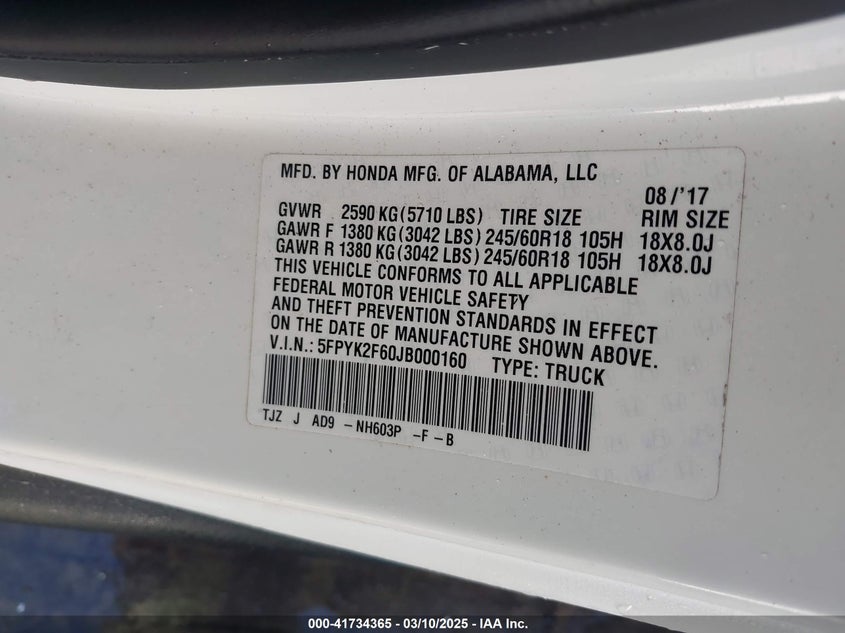 MFD. BY HONDA MFG. OF ALABAMA, LLC
08/'17
GVWR 2590 KG(5710 LBS) TIRE SIZE RIM SIZE
GAWR F 1380 KG(3042 LBS) 245/60R18 105H 18X8.0J
GAWR R 1380 KG(3042 LBS) 245/60R18 105H 18X8.0J
THIS VEHICLE CONFORMS TO ALL APPLICABLE
FEDERAL MOTOR VEHICLE SAFETY
AND THEFT PREVENTION STANDARDS IN EFFECT
ON THE DATE OF MANUFACTURE SHOWN ABOVE.
V.I.N.: 5FPYK2F60JB000160 TYPE: TRUCK
TJZ J AD9 -NH603P -F-B
000-41734365 - 03/10/2025 - IAA Inc.